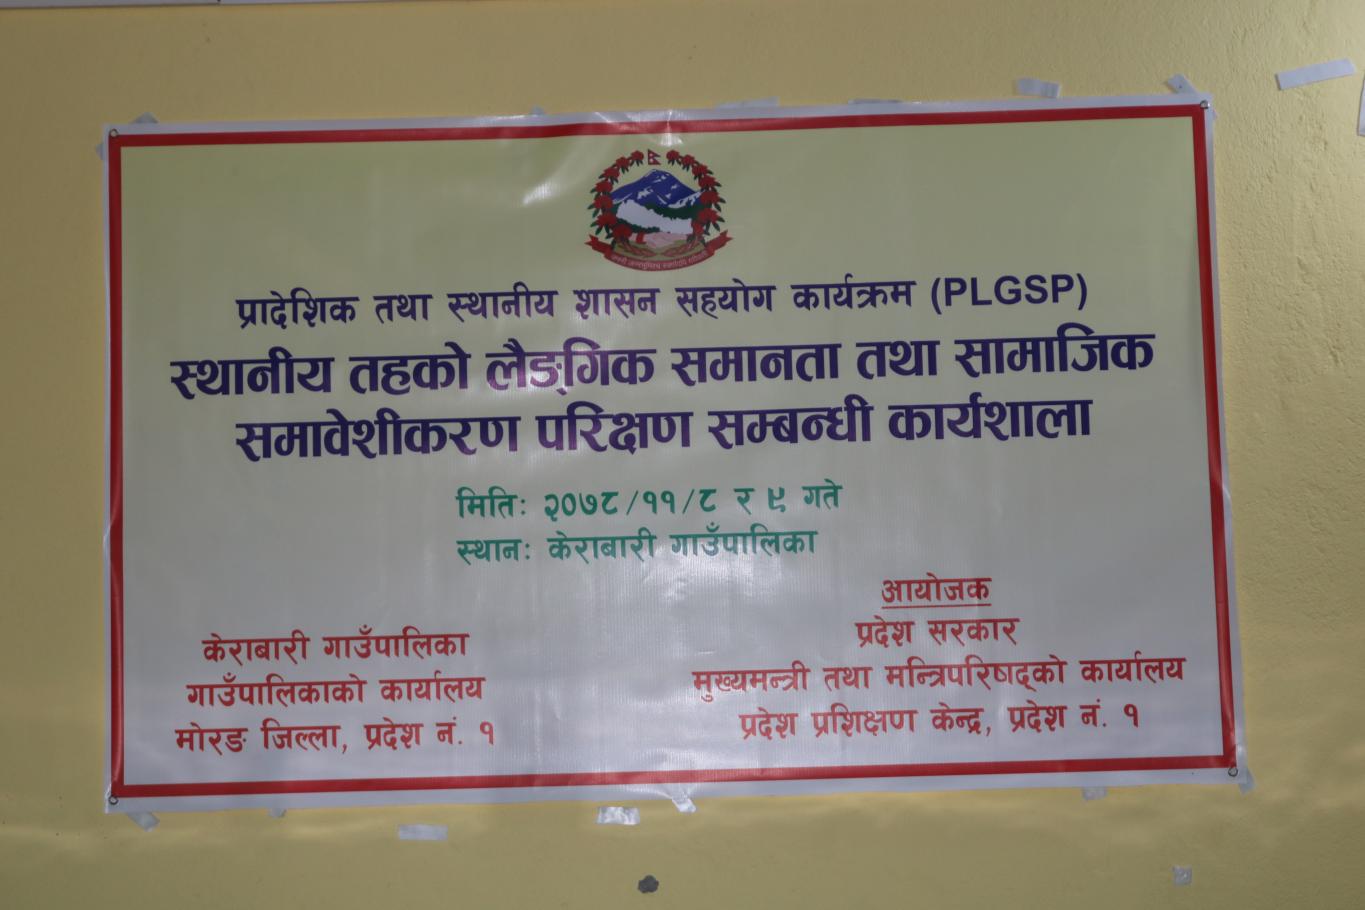 प्रादेशिक तथा स्थानीय शासन सहयोग कार्यक्रम (PLGSP)
स्थानीय तहको लैङ्‌गिक समानता तथा सामाजिक
समावेशीकरण परिक्षण सम्बन्धी कार्यशाला
मितिः २०७८/११/८ र ९ गते
स्थानः केराबारी गाउँपालिका
केराबारी गाउँपालिका
गाउँपालिकाको कार्यालय
मोरङ जिल्ला, प्रदेश नं. १
आयोजक
प्रदेश सरकार
मुख्यमन्त्री तथा मन्त्रिपरिषद्को कार्यालय
प्रदेश प्रशिक्षण केन्द्र, प्रदेश नं. १